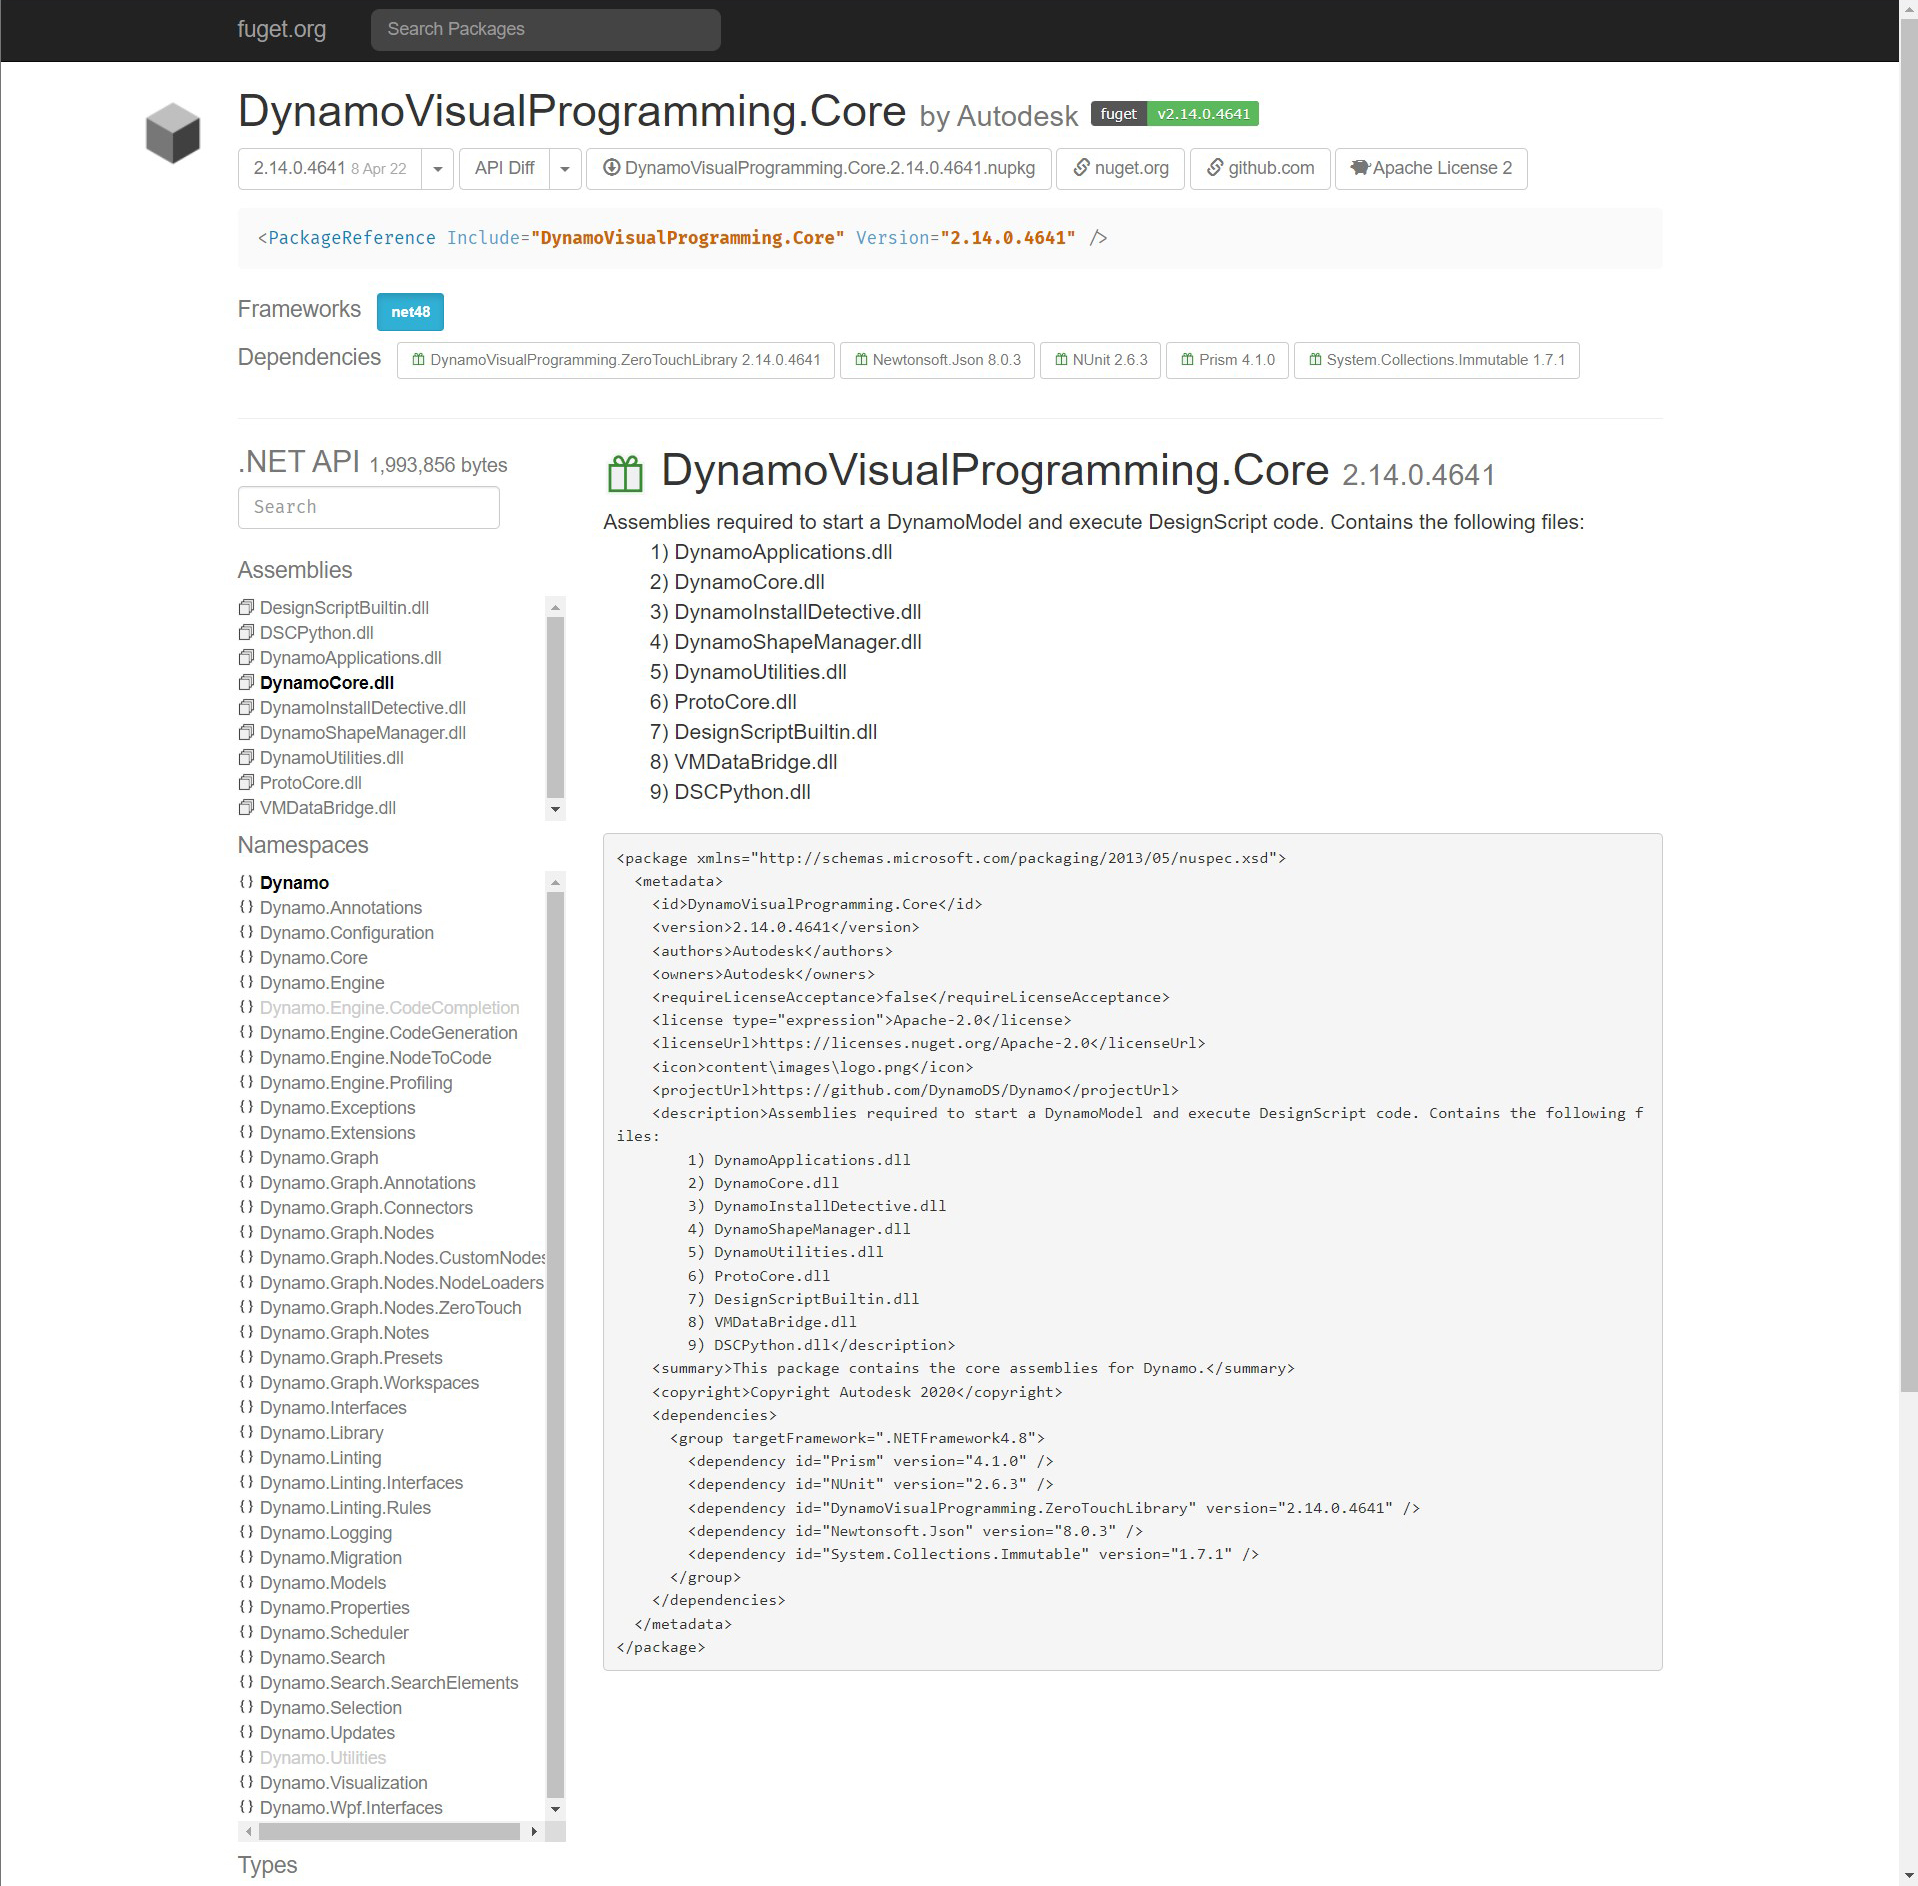 fuget.org
Search Packages
DynamoVisualProgramming.Core by Autodesk fuget v2.14.0.4641
2.14.0.4641 8 Apr 22
API Diff
DynamoVisualProgramming.Core.2.14.0.4641.nupkg
nuget.org
github.com
Apache License 2
<PackageReference Include="DynamoVisualProgramming.Core" Version="2.14.0.4641" />
Frameworks net48
Dependencies
DynamoVisualProgramming.ZeroTouchLibrary 2.14.0.4641
Newtonsoft.Json 8.0.3
NUnit 2.6.3
Prism 4.1.0
System.Collections.Immutable 1.7.1
.NET API 1,993,856 bytes
Search
Assemblies
DesignScriptBuiltin.dll
DSCPython.dll
DynamoApplications.dll
DynamoCore.dll
DynamoInstallDetective.dll
DynamoShapeManager.dll
DynamoUtilities.dll
ProtoCore.dll
VMDataBridge.dll
Namespaces
{} Dynamo
{} Dynamo.Annotations
{} Dynamo.Configuration
{} Dynamo.Core
{} Dynamo.Engine
{} Dynamo.Engine.CodeCompletion
{} Dynamo.Engine.CodeGeneration
{} Dynamo.Engine.NodeToCode
{} Dynamo.Engine.Profiling
{} Dynamo.Exceptions
{} Dynamo.Extensions
{} Dynamo.Graph
{} Dynamo.Graph.Annotations
{} Dynamo.Graph.Connectors
{} Dynamo.Graph.Nodes
{} Dynamo.Graph.Nodes.CustomNodes
{} Dynamo.Graph.Nodes.NodeLoaders
{} Dynamo.Graph.Nodes.ZeroTouch
{} Dynamo.Graph.Notes
{} Dynamo.Graph.Presets
{} Dynamo.Graph.Workspaces
{} Dynamo.Interfaces
{} Dynamo.Library
{} Dynamo.Linting
{} Dynamo.Linting.Interfaces
{} Dynamo.Linting.Rules
{} Dynamo.Logging
{} Dynamo.Migration
{} Dynamo.Models
{} Dynamo.Properties
{} Dynamo.Scheduler
{} Dynamo.Search
{} Dynamo.Search.SearchElements
{} Dynamo.Selection
{} Dynamo.Updates
{} Dynamo.Utilities
{} Dynamo.Visualization
{} Dynamo.Wpf.Interfaces
Types
DynamoVisualProgramming.Core 2.14.0.4641
Assemblies required to start a DynamoModel and execute DesignScript code. Contains the following files:
1) DynamoApplications.dll
2) DynamoCore.dll
3) DynamoInstallDetective.dll
4) DynamoShapeManager.dll
5) DynamoUtilities.dll
6) ProtoCore.dll
7) DesignScriptBuiltin.dll
8) VMDataBridge.dll
9) DSCPython.dll
<package xmlns="http://schemas.microsoft.com/packaging/2013/05/nuspec.xsd">
<metadata>
<id>DynamoVisualProgramming.Core</id>
<version>2.14.0.4641</version>
<authors>Autodesk</authors>
<owners>Autodesk</owners>
<requireLicenseAcceptance>false</requireLicenseAcceptance>
<license type="expression">Apache-2.0</license>
<licenseUrl>https://licenses.nuget.org/Apache-2.0</licenseUrl>
<icon>content\images\logo.png</icon>
<projectUrl>https://github.com/DynamoDS/Dynamo</projectUrl>
<description>Assemblies required to start a DynamoModel and execute DesignScript code. Contains the following f
iles:
1) DynamoApplications.dll
2) DynamoCore.dll
3) DynamoInstallDetective.dll
4) DynamoShapeManager.dll
5) DynamoUtilities.dll
6) ProtoCore.dll
7) DesignScriptBuiltin.dll
8) VMDataBridge.dll
9) DSCPython.dll</description>
<summary>This package contains the core assemblies for Dynamo.</summary>
<copyright>Copyright Autodesk 2020</copyright>
<dependencies>
<group targetFramework=".NETFramework4.8">
<dependency id="Prism" version="4.1.0" />
<dependency id="NUnit" version="2.6.3" />
<dependency id="DynamoVisualProgramming.ZeroTouchLibrary" version="2.14.0.4641" />
<dependency id="Newtonsoft.Json" version="8.0.3" />
<dependency id="System.Collections.Immutable" version="1.7.1" />
</group>
</dependencies>
</metadata>
</package>